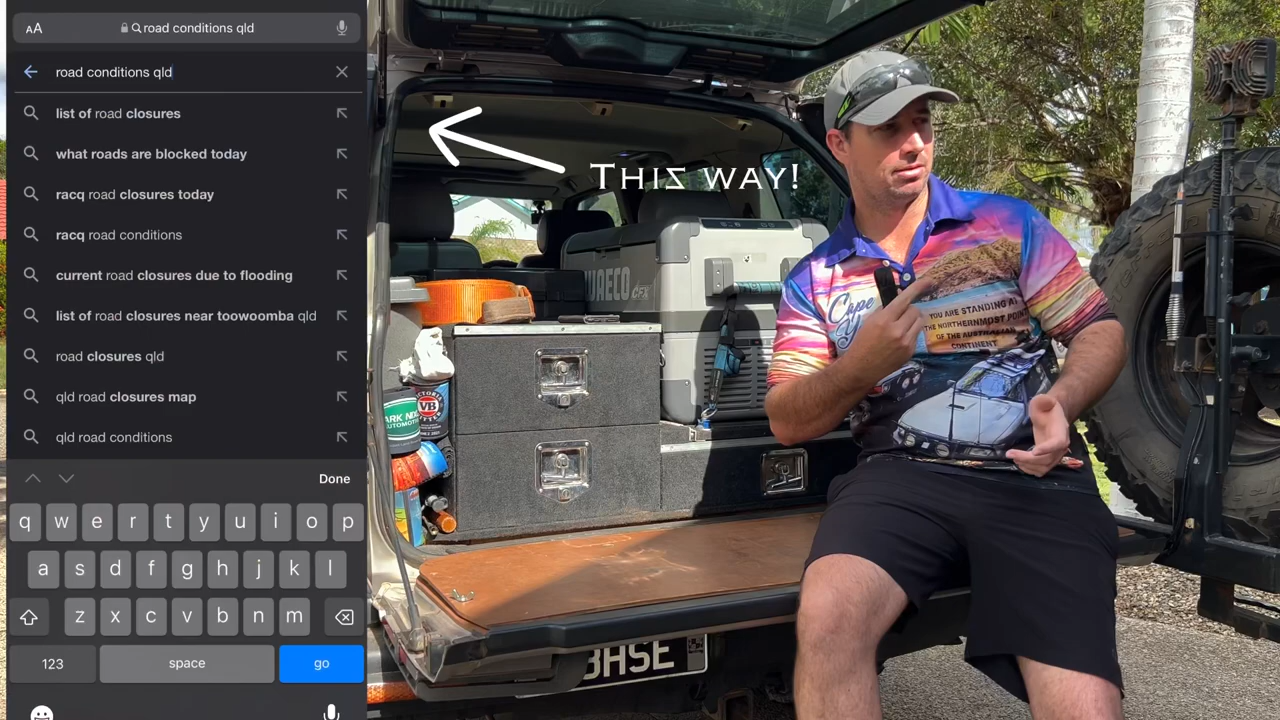 AA
road conditions qld
road conditions qld
list of road closures
what roads are blocked today
racq road closures today
racq road conditions
current road closures due to flooding
list of road closures near toowoomba qld
road closures qld
qld road closures map
qld road conditions
Done
q w e r t y u i o p
a s d f g h j k l
z x c v b n m
123 space go
This way!
CFX
VB
Cape
YOU ARE STANDING AT
THE NORTHERNMOST POINT
OF THE AUSTRALIAN
CONTINENT